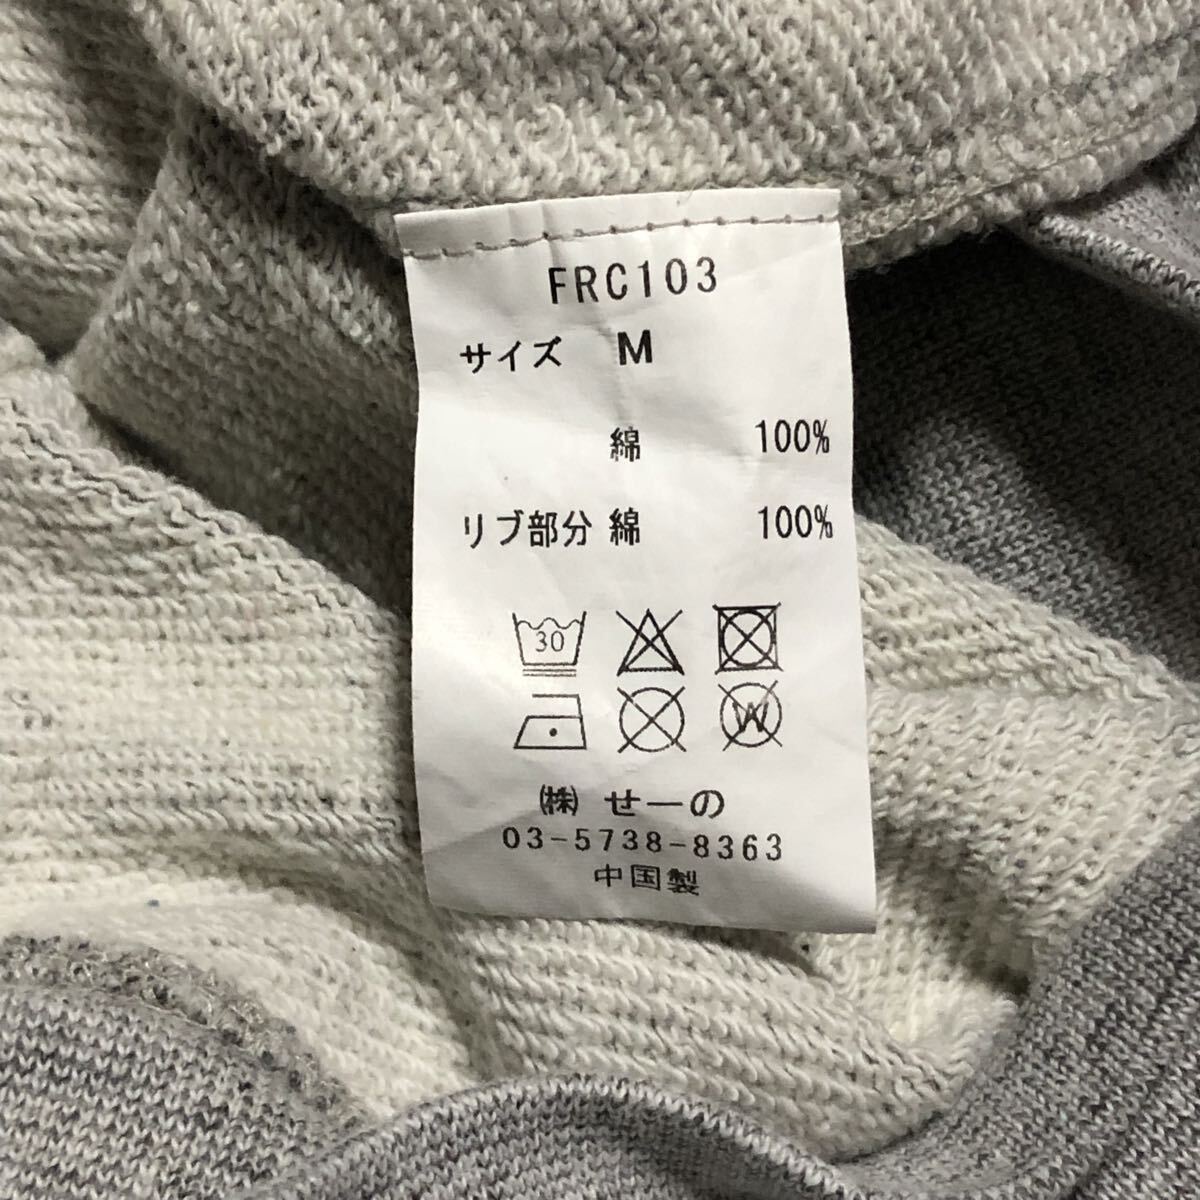 FRC103
サイズ M
綿 100%
リブ部分 綿 100%
30
W
㈱ せーの
03-5738-8363
中国製